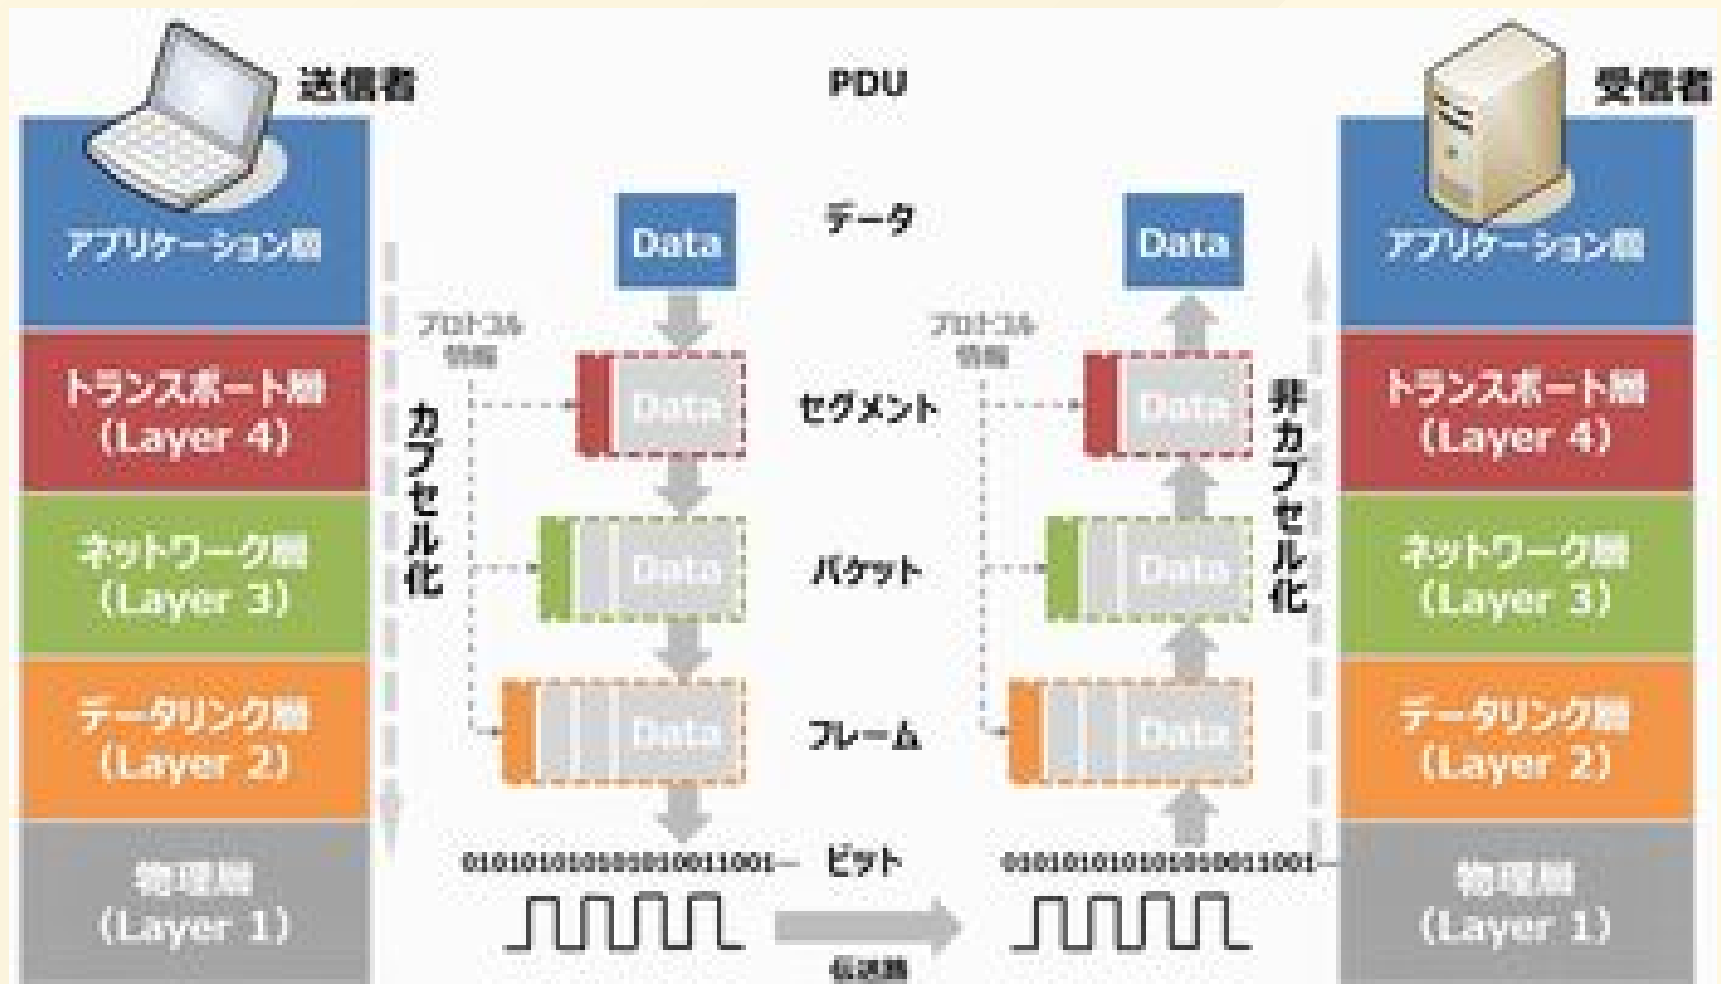 送信者
PDU
受信者
アプリケーション層
Data
データ
Data
アプリケーション層
プロトコル
情報
プロトコル
情報
トランスポート層
(Layer 4)
カプセル化
Data
セグメント
Data
非カプセル化
トランスポート層
(Layer 4)
ネットワーク層
(Layer 3)
Data
パケット
Data
ネットワーク層
(Layer 3)
データリンク層
(Layer 2)
Data
フレーム
Data
データリンク層
(Layer 2)
物理層
(Layer 1)
ビット
伝送路
物理層
(Layer 1)